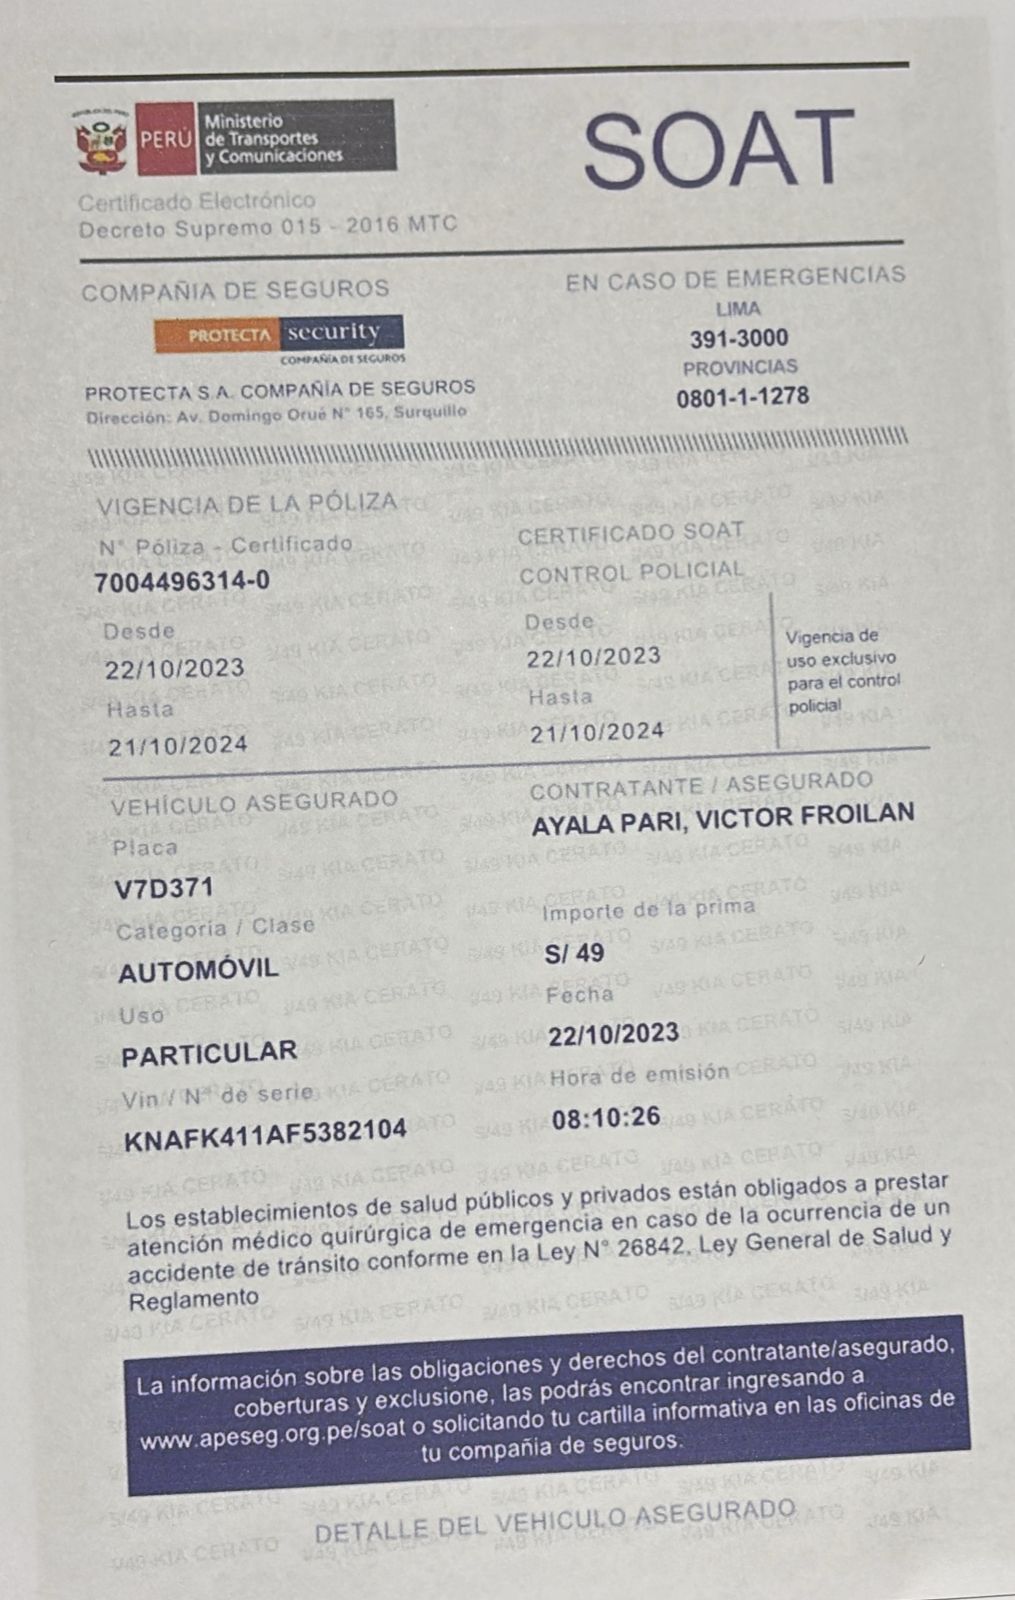 PERÚ
Ministerio
de Transportes
y Comunicaciones
SOAT
Certificado Electrónico
Decreto Supremo 015 - 2016 MTC
COMPAÑIA DE SEGUROS
PROTECTA security
COMPAÑÍA DE SEGUROS
PROTECTA S.A. COMPAÑÍA DE SEGUROS
Dirección: Av. Domingo Orué N° 165, Surquillo
EN CASO DE EMERGENCIAS
LIMA
391-3000
PROVINCIAS
0801-1-1278
VIGENCIA DE LA PÓLIZA
N° Póliza - Certificado
7004496314-0
Desde
22/10/2023
Hasta
21/10/2024
CERTIFICADO SOAT
CONTROL POLICIAL
Desde
22/10/2023
Hasta
21/10/2024
Vigencia de
uso exclusivo
para el control
policial
VEHÍCULO ASEGURADO
Placa
V7D371
Categoría / Clase
AUTOMÓVIL
Uso
PARTICULAR
Vin / N° de serie
KNAFK411AF5382104
CONTRATANTE / ASEGURADO
AYALA PARI, VICTOR FROILAN
Importe de la prima
S/ 49
Fecha
22/10/2023
Hora de emisión
08:10:26
Los establecimientos de salud públicos y privados están obligados a prestar
atención médico quirúrgica de emergencia en caso de la ocurrencia de un
accidente de tránsito conforme en la Ley N° 26842, Ley General de Salud y
Reglamento
La información sobre las obligaciones y derechos del contratante/asegurado,
coberturas y exclusione, las podrás encontrar ingresando a
www.apeseg.org.pe/soat o solicitando tu cartilla informativa en las oficinas de
tu compañia de seguros.
DETALLE DEL VEHICULO ASEGURADO